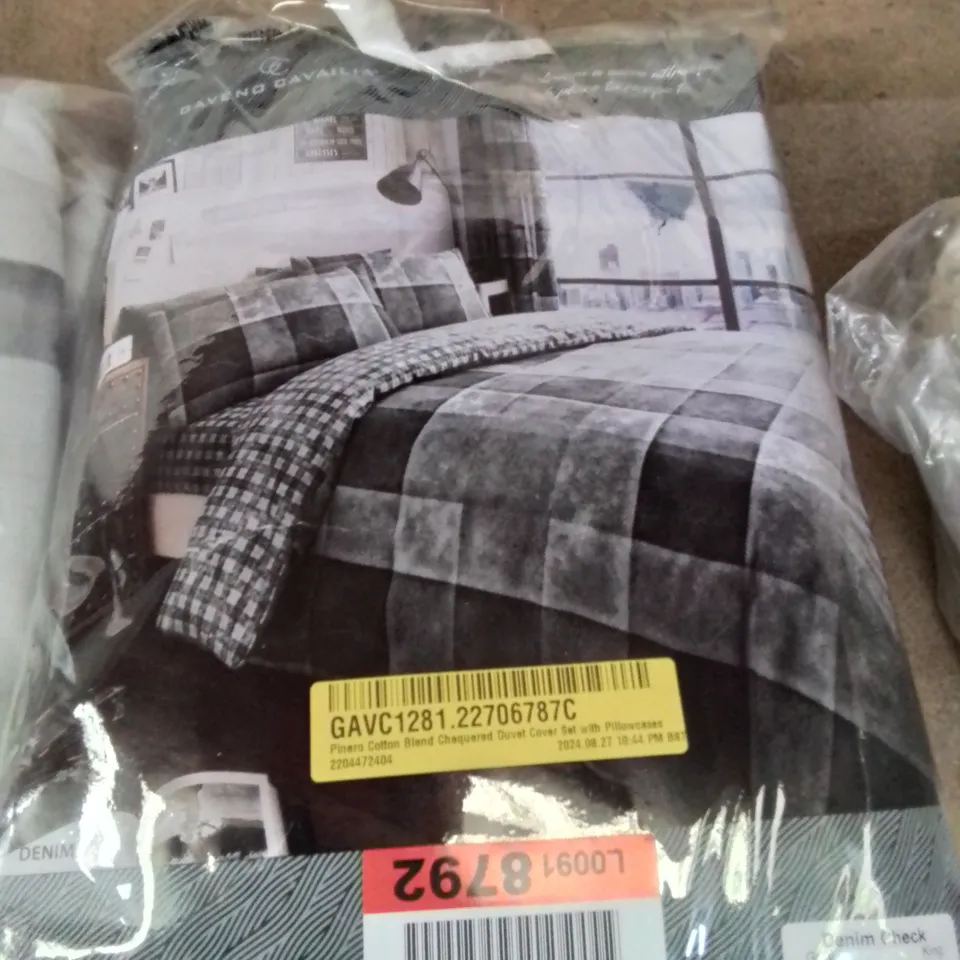 GAVENO CAVAILIA
GAVC1281.22706787C
Pinero Cotton Blend Chequered Duvet Cover Set with Pillowcases
2024.08.27 10:44 PM
2204472404
DENIM
L0091 8792
Denim Check
King